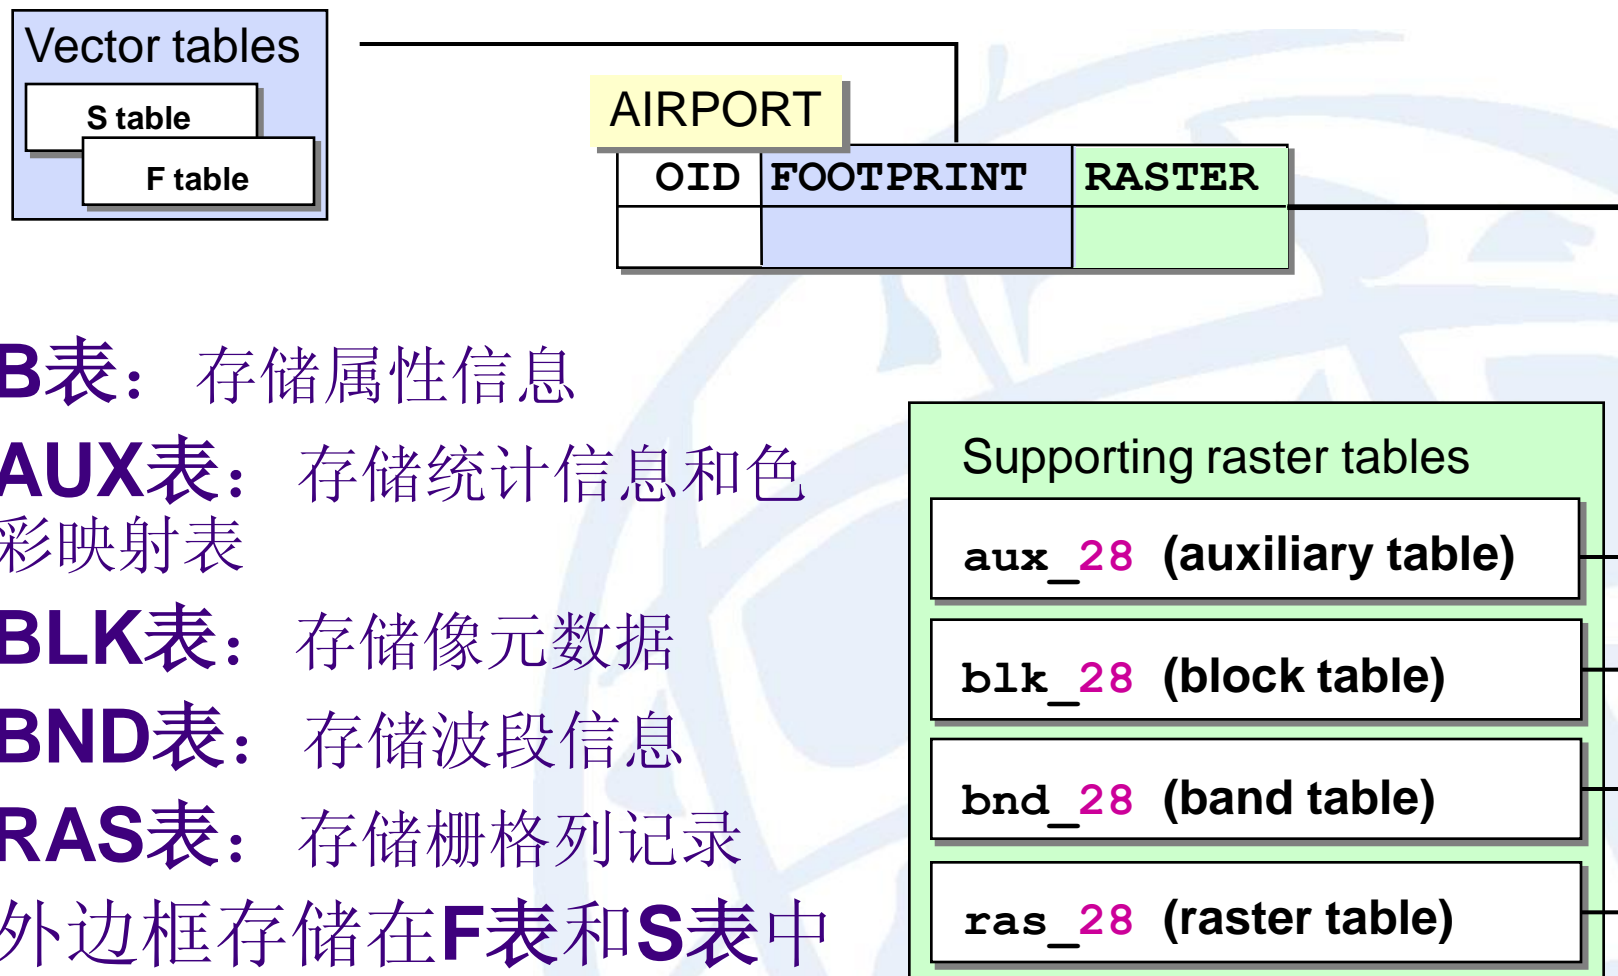 Vector tables
S table
F table
AIRPORT
OID FOOTPRINT RASTER
B表： 存储属性信息
AUX表： 存储统计信息和色
彩映射表
BLK表： 存储像元数据
BND表： 存储波段信息
RAS表： 存储栅格列记录
外边框存储在F表和S表中
Supporting raster tables
aux_28 (auxiliary table)
blk_28 (block table)
bnd_28 (band table)
ras_28 (raster table)